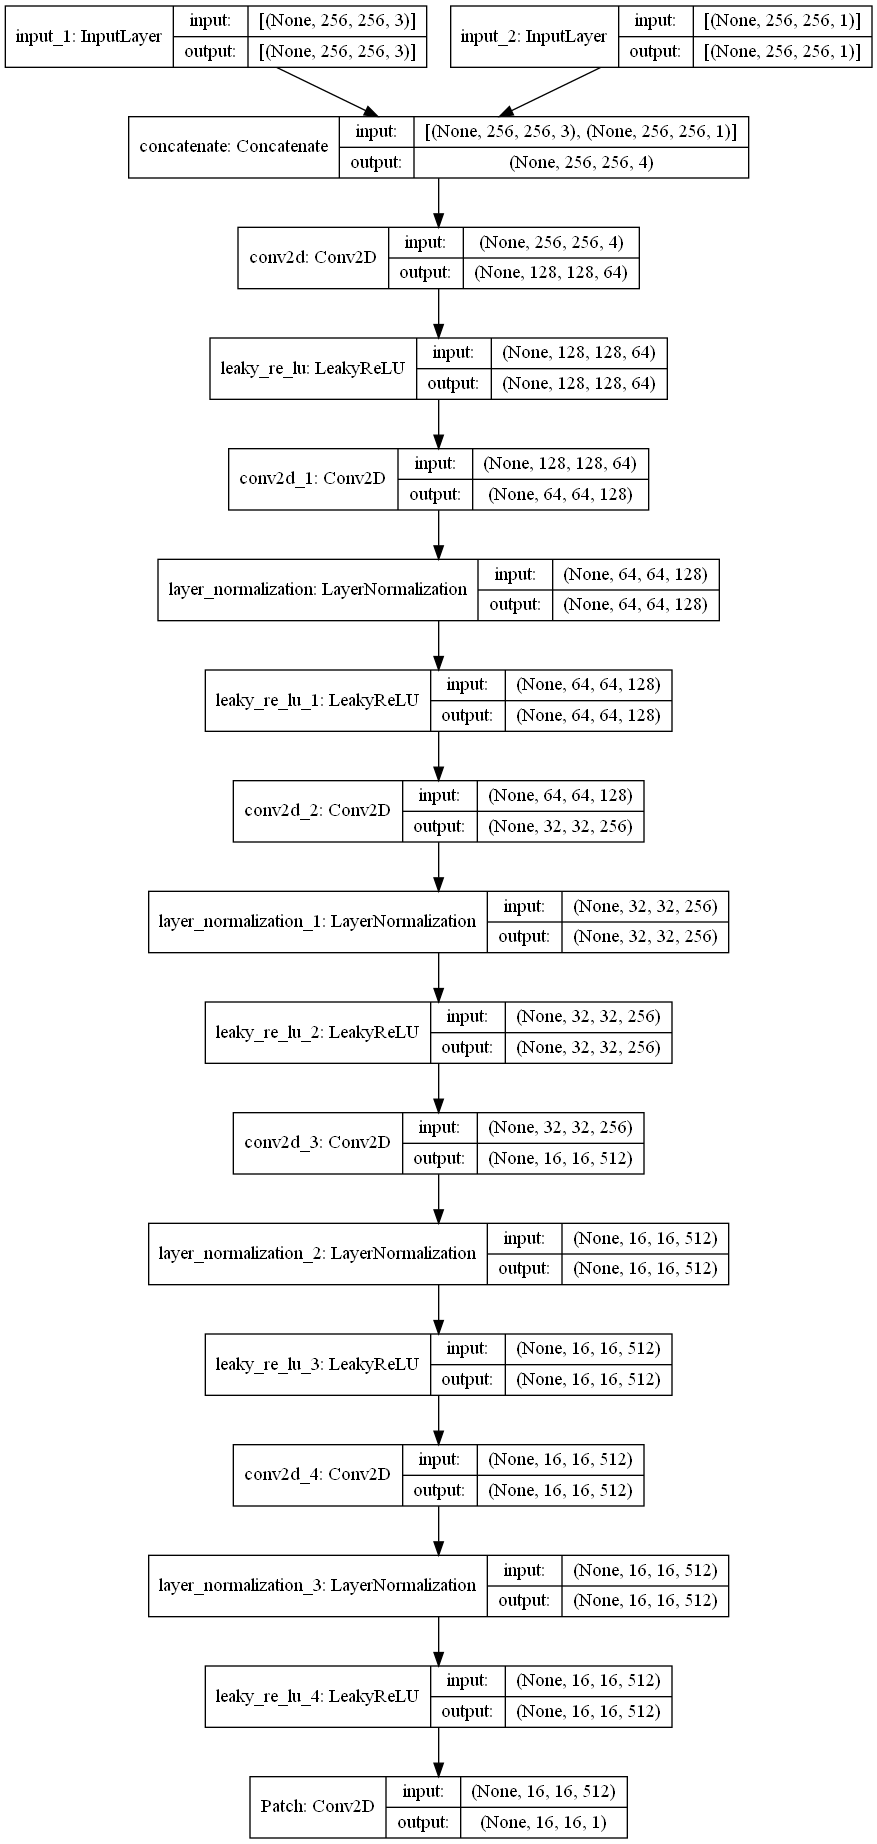 input_1: InputLayer
input: [(None, 256, 256, 3)]
output: [(None, 256, 256, 3)]
input_2: InputLayer
input: [(None, 256, 256, 1)]
output: [(None, 256, 256, 1)]
concatenate: Concatenate
input: [(None, 256, 256, 3), (None, 256, 256, 1)]
output: (None, 256, 256, 4)
conv2d: Conv2D
input: (None, 256, 256, 4)
output: (None, 128, 128, 64)
leaky_re_lu: LeakyReLU
input: (None, 128, 128, 64)
output: (None, 128, 128, 64)
conv2d_1: Conv2D
input: (None, 128, 128, 64)
output: (None, 64, 64, 128)
layer_normalization: LayerNormalization
input: (None, 64, 64, 128)
output: (None, 64, 64, 128)
leaky_re_lu_1: LeakyReLU
input: (None, 64, 64, 128)
output: (None, 64, 64, 128)
conv2d_2: Conv2D
input: (None, 64, 64, 128)
output: (None, 32, 32, 256)
layer_normalization_1: LayerNormalization
input: (None, 32, 32, 256)
output: (None, 32, 32, 256)
leaky_re_lu_2: LeakyReLU
input: (None, 32, 32, 256)
output: (None, 32, 32, 256)
conv2d_3: Conv2D
input: (None, 32, 32, 256)
output: (None, 16, 16, 512)
layer_normalization_2: LayerNormalization
input: (None, 16, 16, 512)
output: (None, 16, 16, 512)
leaky_re_lu_3: LeakyReLU
input: (None, 16, 16, 512)
output: (None, 16, 16, 512)
conv2d_4: Conv2D
input: (None, 16, 16, 512)
output: (None, 16, 16, 512)
layer_normalization_3: LayerNormalization
input: (None, 16, 16, 512)
output: (None, 16, 16, 512)
leaky_re_lu_4: LeakyReLU
input: (None, 16, 16, 512)
output: (None, 16, 16, 512)
Patch: Conv2D
input: (None, 16, 16, 512)
output: (None, 16, 16, 1)